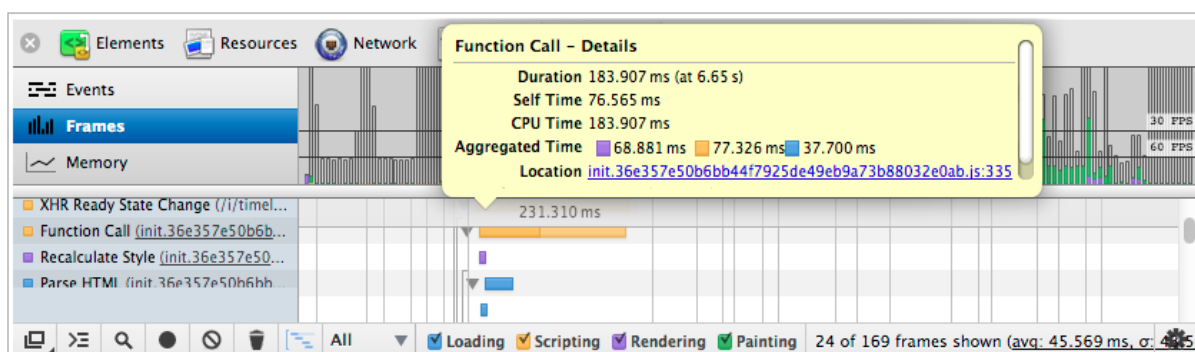 Elements Resources Network
Function Call – Details
Duration 183.907 ms (at 6.65 s)
Self Time 76.565 ms
CPU Time 183.907 ms
Aggregated Time 68.881 ms 77.326 ms 37.700 ms
Location init.36e357e50b6bb44f7925de49eb9a73b88032e0ab.js:335
Events
Frames
Memory
30 FPS
60 FPS
XHR Ready State Change (/i/timel...
231.310 ms
Function Call (init.36e357e50b6b...
Recalculate Style (init.36e357e50...
Parse HTML (init.36e357e50b6bb...
All Loading Scripting Rendering Painting 24 of 169 frames shown (avg: 45.569 ms, σ: